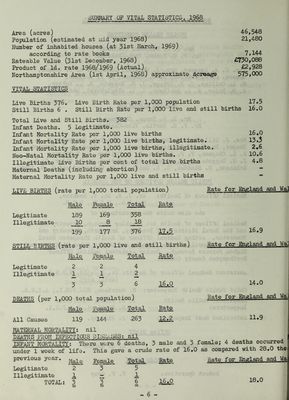 SUMMARY OF VITAL STATISTICS, 1968
Area (acres) 46,548
Population (estimated at mid year 1968) 21,480
Number of inhabited houses (at 31st March, 1969)
according to rate books 7,144
Rateable Value (31st December, 1968) £730,088
Product of 1d. rate 1968/1969 (Actual) £2,928
Northamptonshire Area (1st April, 1968) approximate Acreage 575,000
VITAL STATISTICS
Live Births 376. Live Birth Rate per 1,000 population 17.5
Still Births 6 . Still Birth Rate per 1,000 live and still births 16.0
Total Live and Still Births. 382
Infant Deaths. 5 Legitimate.
Infant Mortality Rate per 1,000 live births 16.0
Infant Mortality Rate per 1,000 live births, legitimate. 13.3
Infant Mortality Rate per 1,000 live births, illegitimate. 2.6
Neo-Natal Mortality Rate per 1,000 live births. 10.6
Illegitimate Live Births per cent of total live births 4.8
Maternal Deaths (including abortion) -
Maternal Mortality Rate per 1,000 live and still births -
LIVE BIRTHS (rate per 1,000 total population) Rate for England and Wal
Male Female Total Rate
Legitimate 189 169 358
Illegitimate 10 8 18
199 177 376 17.5 16.9
STILL BIRTHS (rate per 1,000 live and still births) Rate for England and Wal
Male Female Total Rate
Legitimate 2 2 4
Illegitimate 1 1 2
3 3 6 16.0 14.0
DEATHS (per 1,000 total population) Rate for England and Wal
Male Female Total Rate
All Causes 119 144 263 12.2 11.9
MATERNAL MORTALITY: nil
DEATHS FROM INFECTIOUS DISEASES: nil
INFANT MORTALITY: There were 6 deaths, 3 male and 3 female; 4 deaths occurred
under 1 week of life. This gave a crude rate of 16.0 as compared with 28.0 the
previous year. Male Female Total Rate Rate for England and Wa
Legitimate 2 3 5
Illegitimate 1 - 1
TOTAL: 3 3 6 16.0 18.0
- 6 -